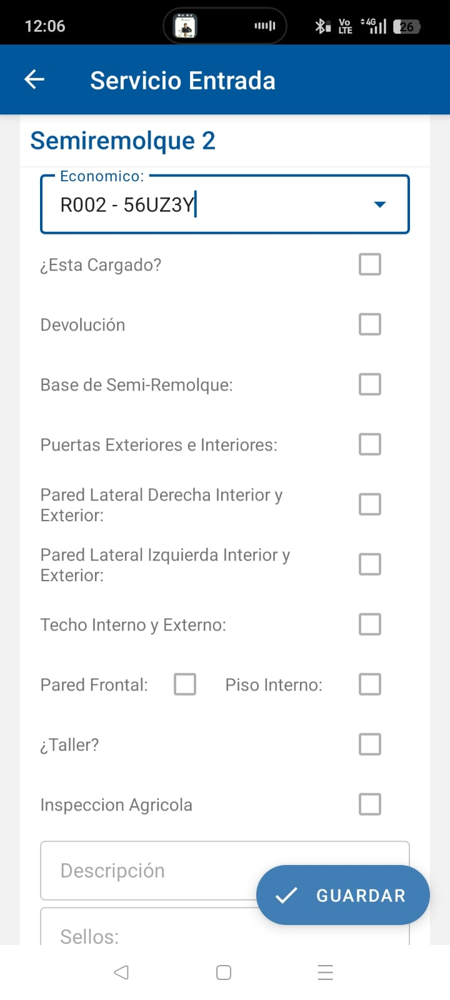 12:06
Vo LTE 4G 26
Servicio Entrada
Semiremolque 2
Economico:
R002 - 56UZ3Y
¿Esta Cargado?
Devolución
Base de Semi-Remolque:
Puertas Exteriores e Interiores:
Pared Lateral Derecha Interior y
Exterior:
Pared Lateral Izquierda Interior y
Exterior:
Techo Interno y Externo:
Pared Frontal: Piso Interno:
¿Taller?
Inspeccion Agricola
Descripción
GUARDAR
Sellos: